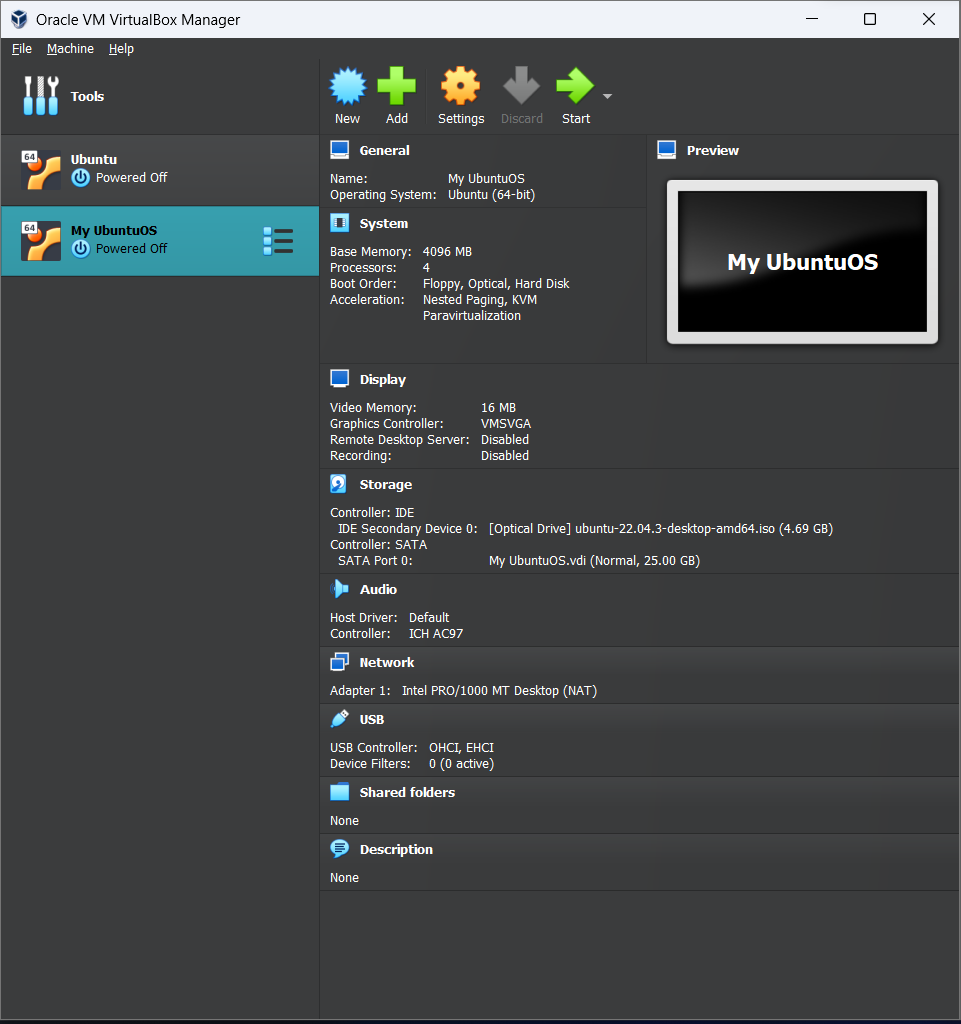 Oracle VM VirtualBox Manager
File Machine Help
Tools
New Add Settings Discard Start
64 Ubuntu
Powered Off
64 My UbuntuOS
Powered Off
General
Name: My UbuntuOS
Operating System: Ubuntu (64-bit)
System
Base Memory: 4096 MB
Processors: 4
Boot Order: Floppy, Optical, Hard Disk
Acceleration: Nested Paging, KVM
Paravirtualization
Preview
My UbuntuOS
Display
Video Memory: 16 MB
Graphics Controller: VMSVGA
Remote Desktop Server: Disabled
Recording: Disabled
Storage
Controller: IDE
IDE Secondary Device 0: [Optical Drive] ubuntu-22.04.3-desktop-amd64.iso (4.69 GB)
Controller: SATA
SATA Port 0: My UbuntuOS.vdi (Normal, 25.00 GB)
Audio
Host Driver: Default
Controller: ICH AC97
Network
Adapter 1: Intel PRO/1000 MT Desktop (NAT)
USB
USB Controller: OHCI, EHCI
Device Filters: 0 (0 active)
Shared folders
None
Description
None